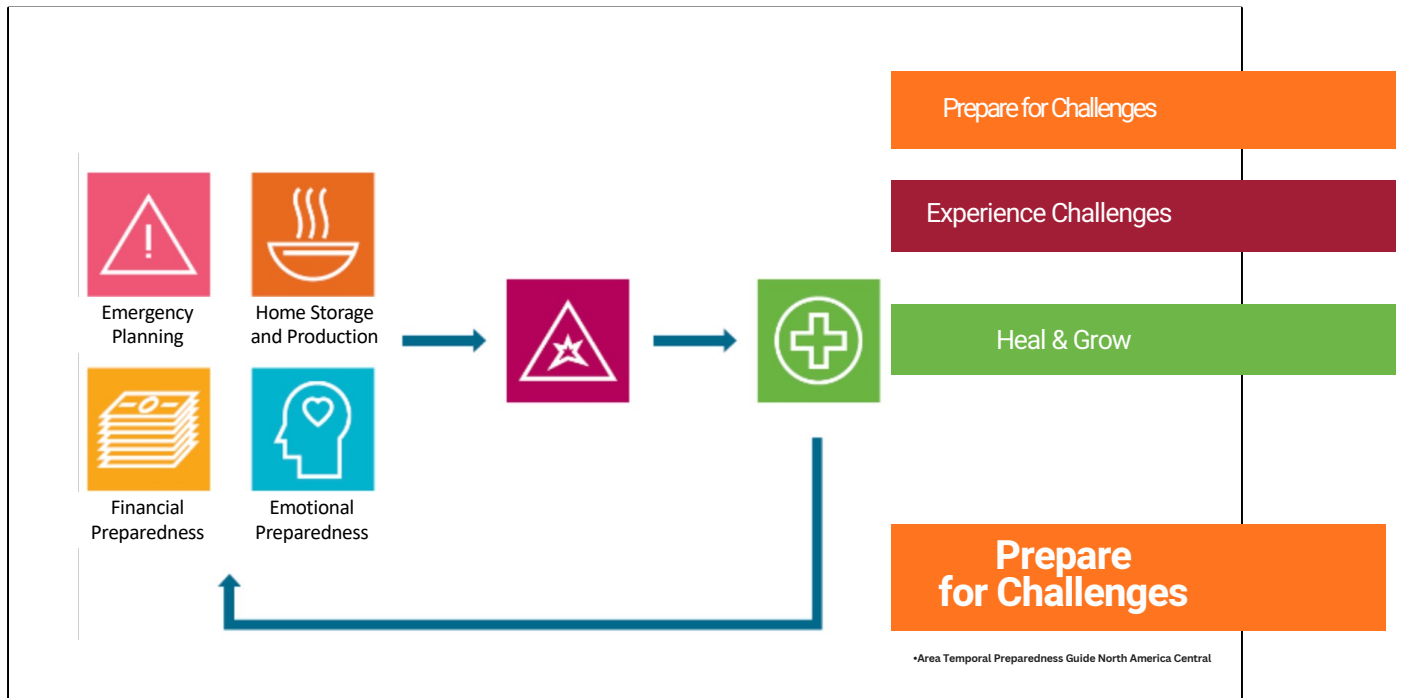 Prepare for Challenges
Experience Challenges
Emergency
Planning
Home Storage
and Production
Heal & Grow
Financial
Preparedness
Emotional
Preparedness
Prepare
for Challenges
•Area Temporal Preparedness Guide North America Central